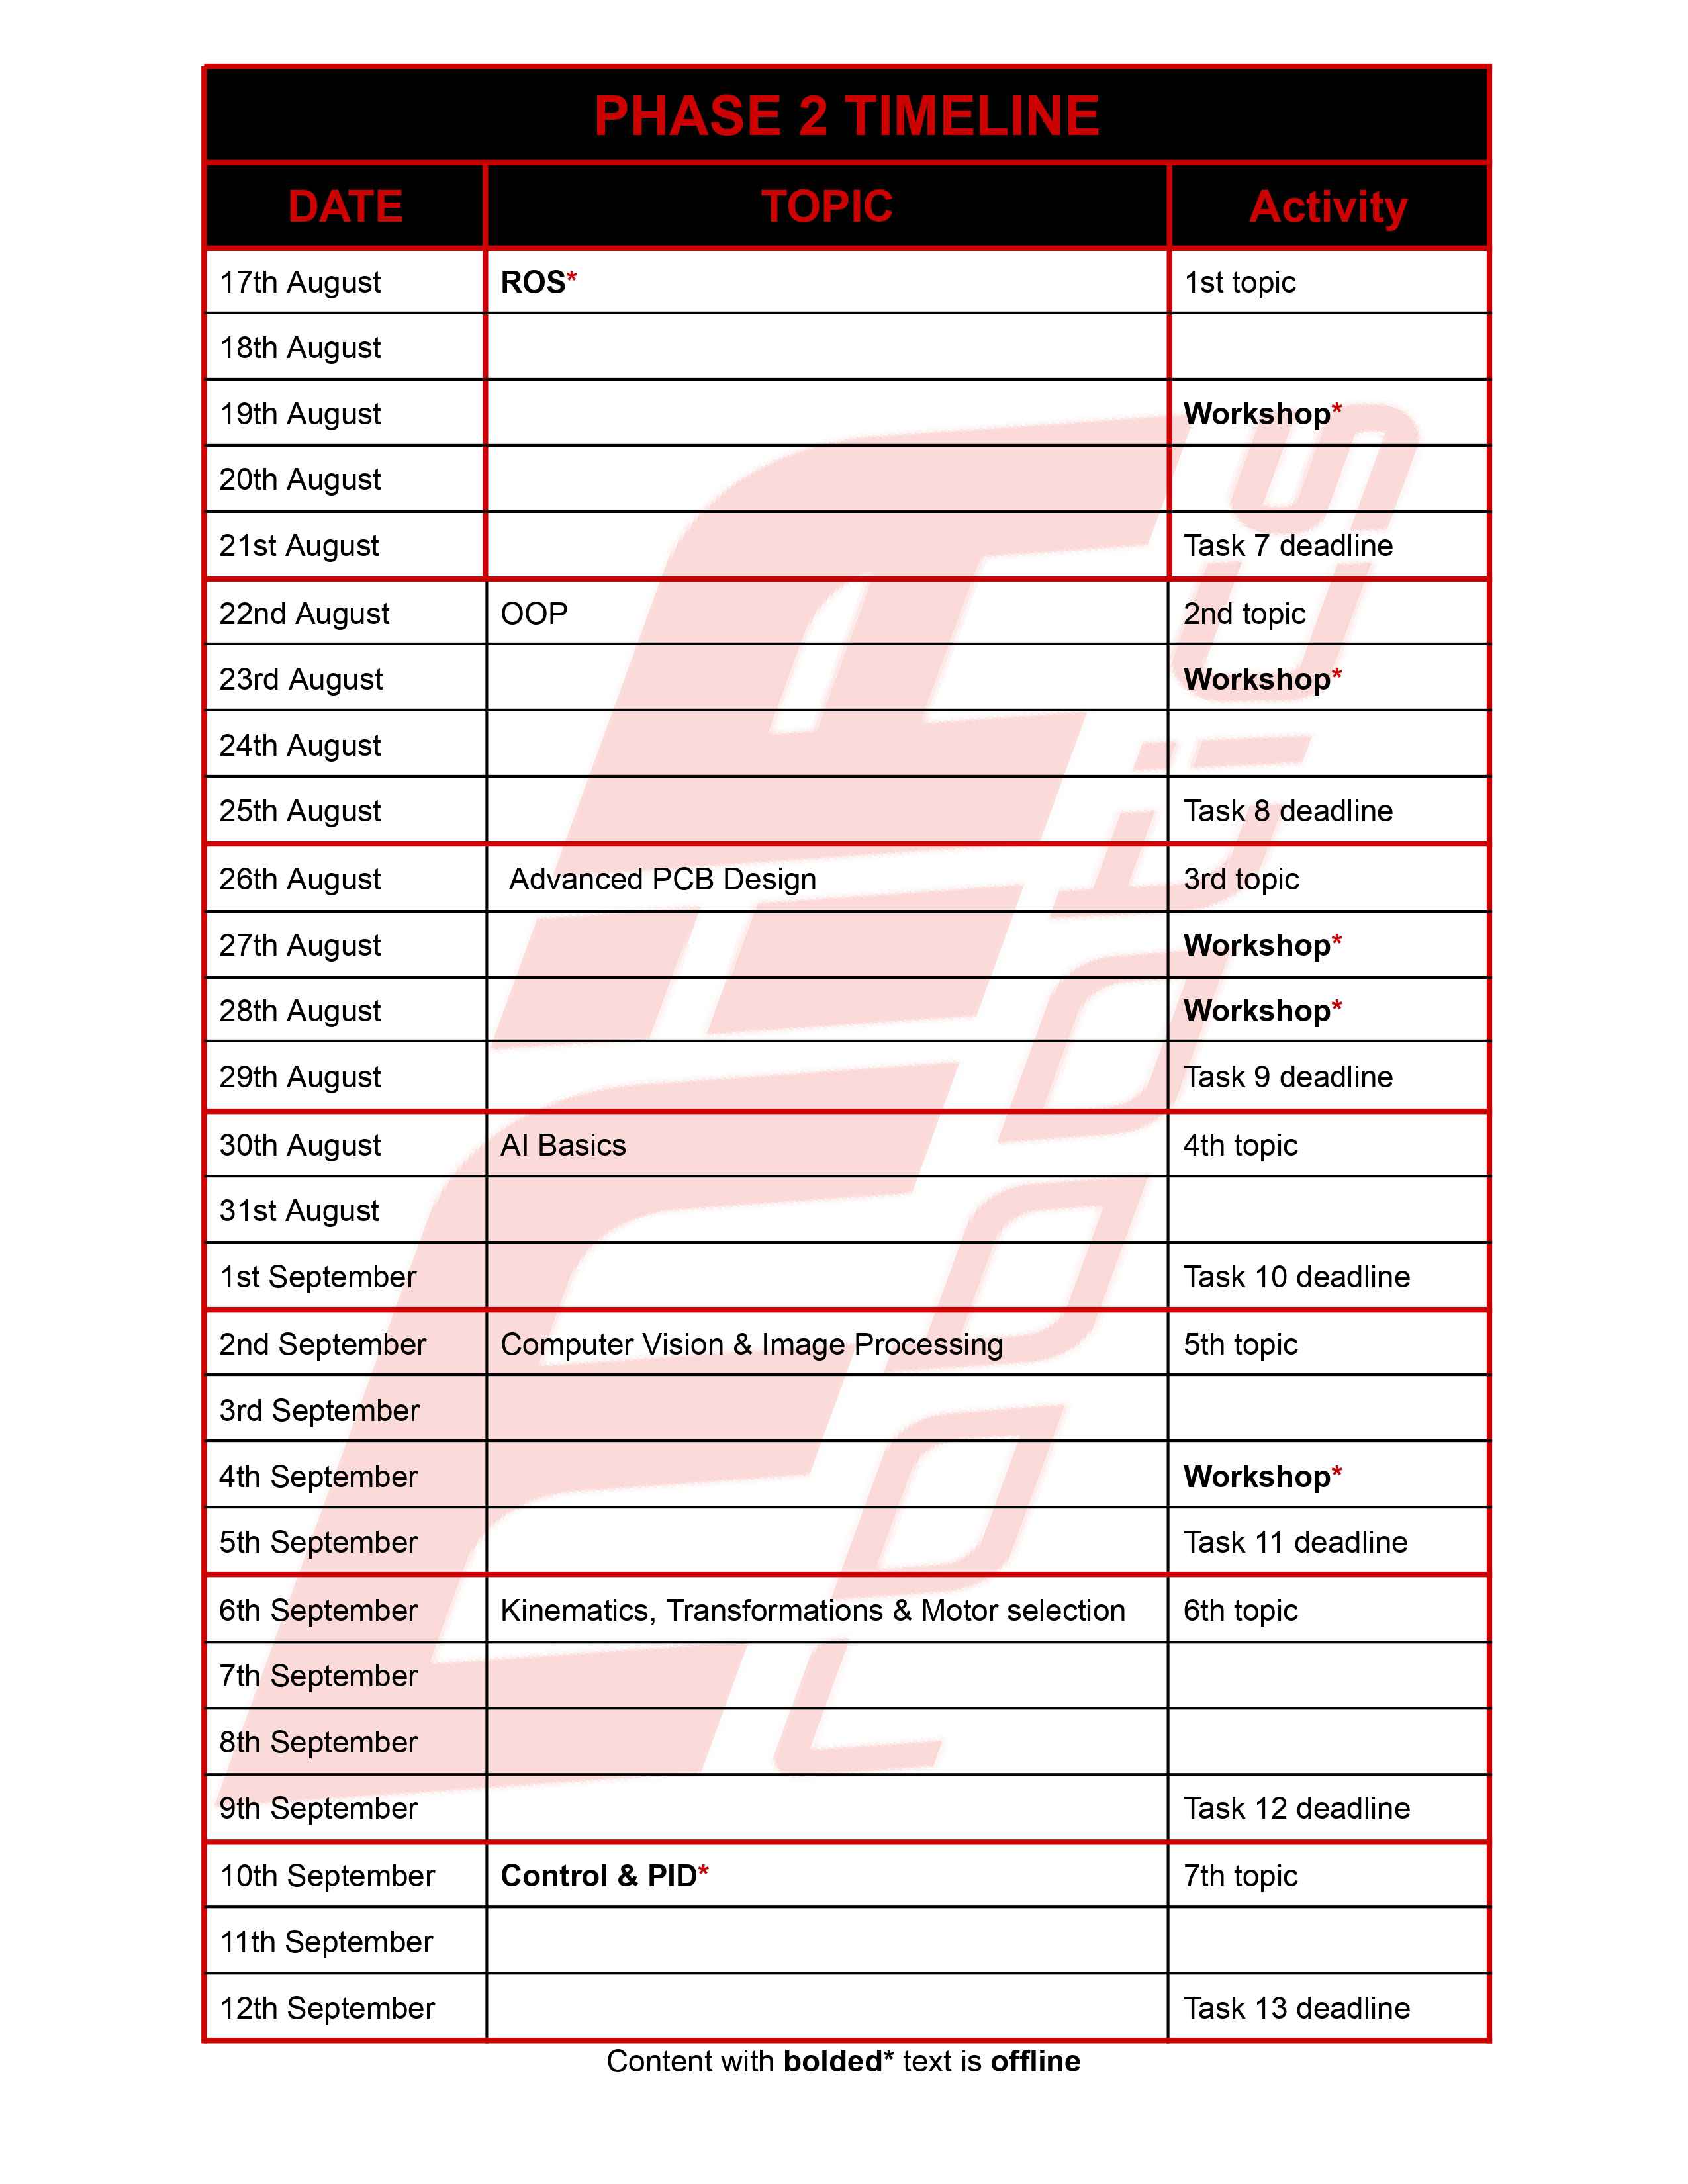 PHASE 2 TIMELINE
DATE TOPIC Activity
17th August ROS* 1st topic
18th August
19th August Workshop*
20th August
21st August Task 7 deadline
22nd August OOP 2nd topic
23rd August Workshop*
24th August
25th August Task 8 deadline
26th August Advanced PCB Design 3rd topic
27th August Workshop*
28th August Workshop*
29th August Task 9 deadline
30th August AI Basics 4th topic
31st August
1st September Task 10 deadline
2nd September Computer Vision & Image Processing 5th topic
3rd September
4th September Workshop*
5th September Task 11 deadline
6th September Kinematics, Transformations & Motor selection 6th topic
7th September
8th September
9th September Task 12 deadline
10th September Control & PID* 7th topic
11th September
12th September Task 13 deadline
Content with bolded* text is offline